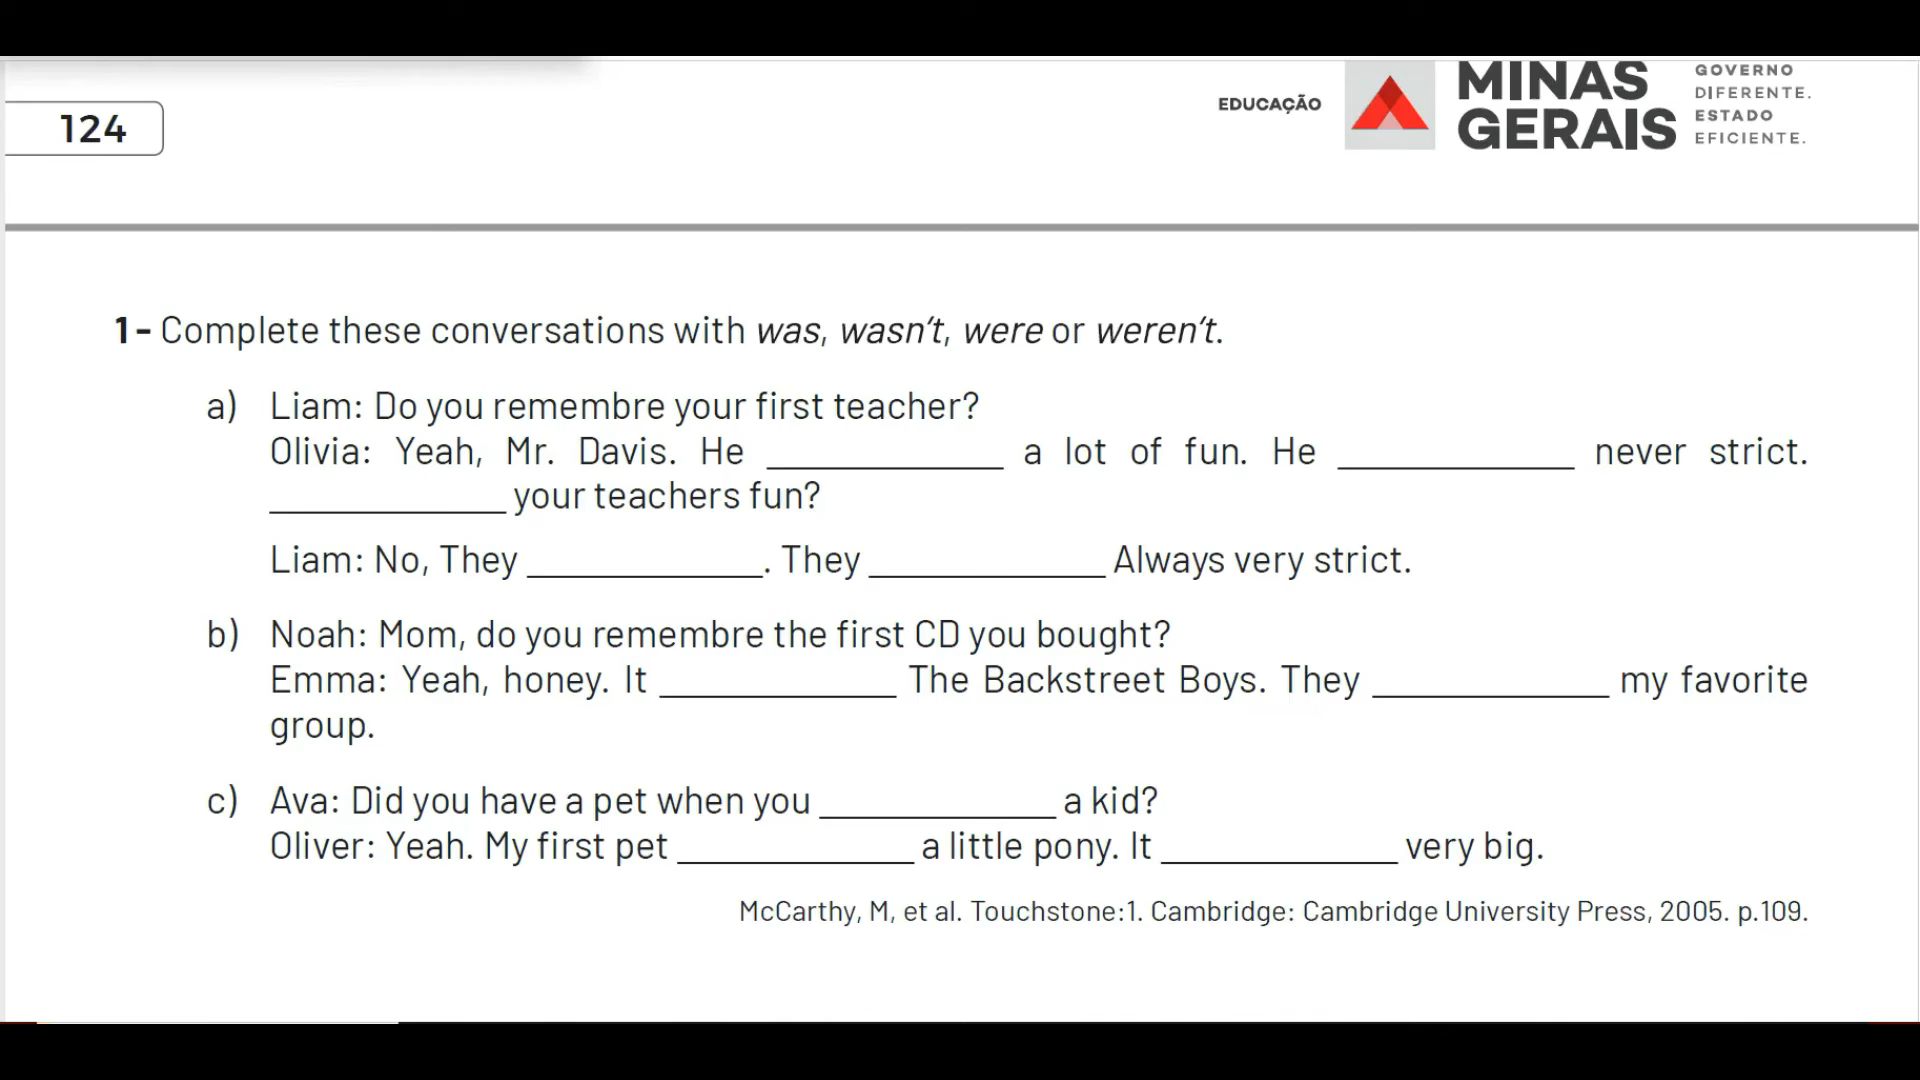 124
EDUCAÇÃO
MINAS
GERAIS
GOVERNO
DIFERENTE.
ESTADO
EFICIENTE.
1 - Complete these conversations with was, wasn't, were or weren't.
a) Liam: Do you remembre your first teacher?
Olivia: Yeah, Mr. Davis. He ____________ a lot of fun. He ____________ never strict.
____________ your teachers fun?
Liam: No, They ____________. They ____________ Always very strict.
b) Noah: Mom, do you remembre the first CD you bought?
Emma: Yeah, honey. It ____________ The Backstreet Boys. They ____________ my favorite
group.
c) Ava: Did you have a pet when you ____________ a kid?
Oliver: Yeah. My first pet ____________ a little pony. It ____________ very big.
McCarthy, M, et al. Touchstone:1. Cambridge: Cambridge University Press, 2005. p.109.